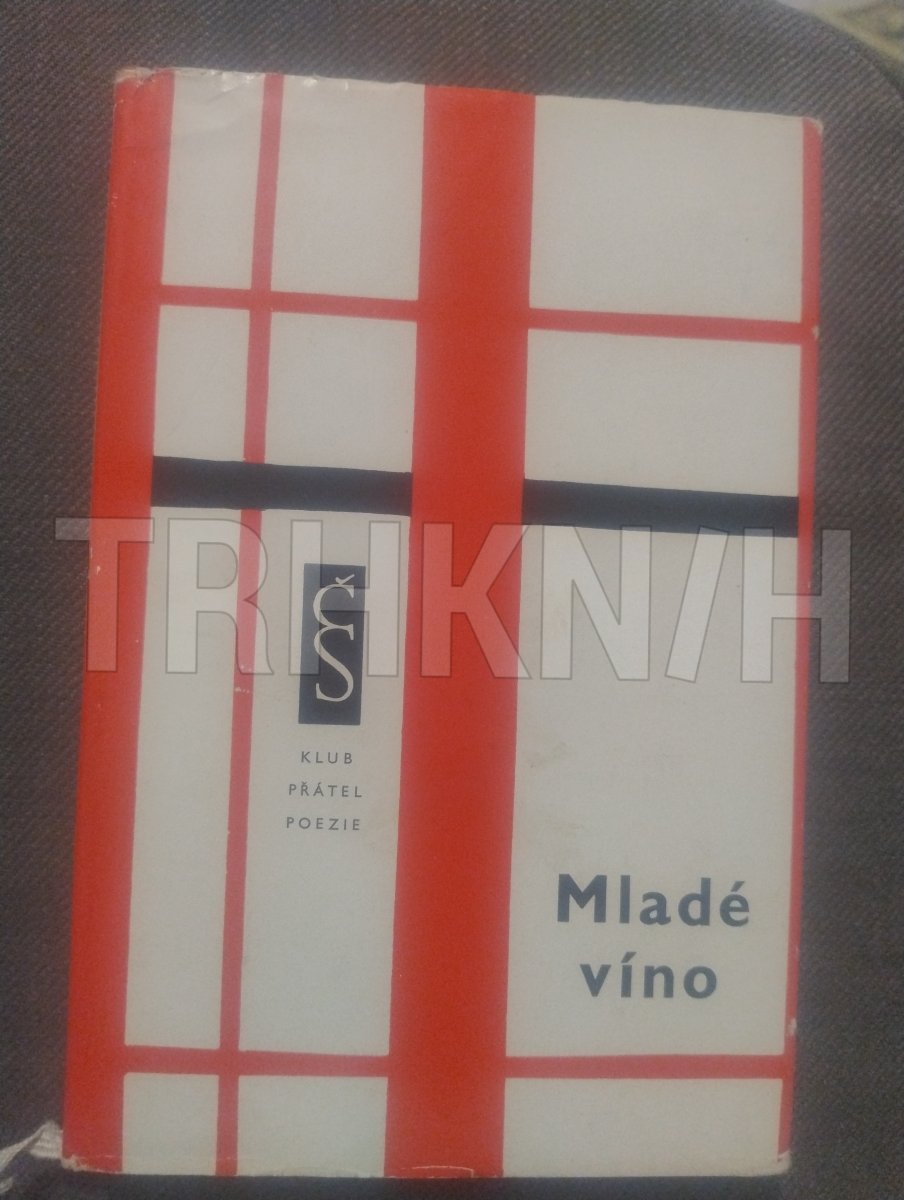 TRHKNIH
ČS
KLUB
PŘÁTEL
POEZIE
Mladé
víno